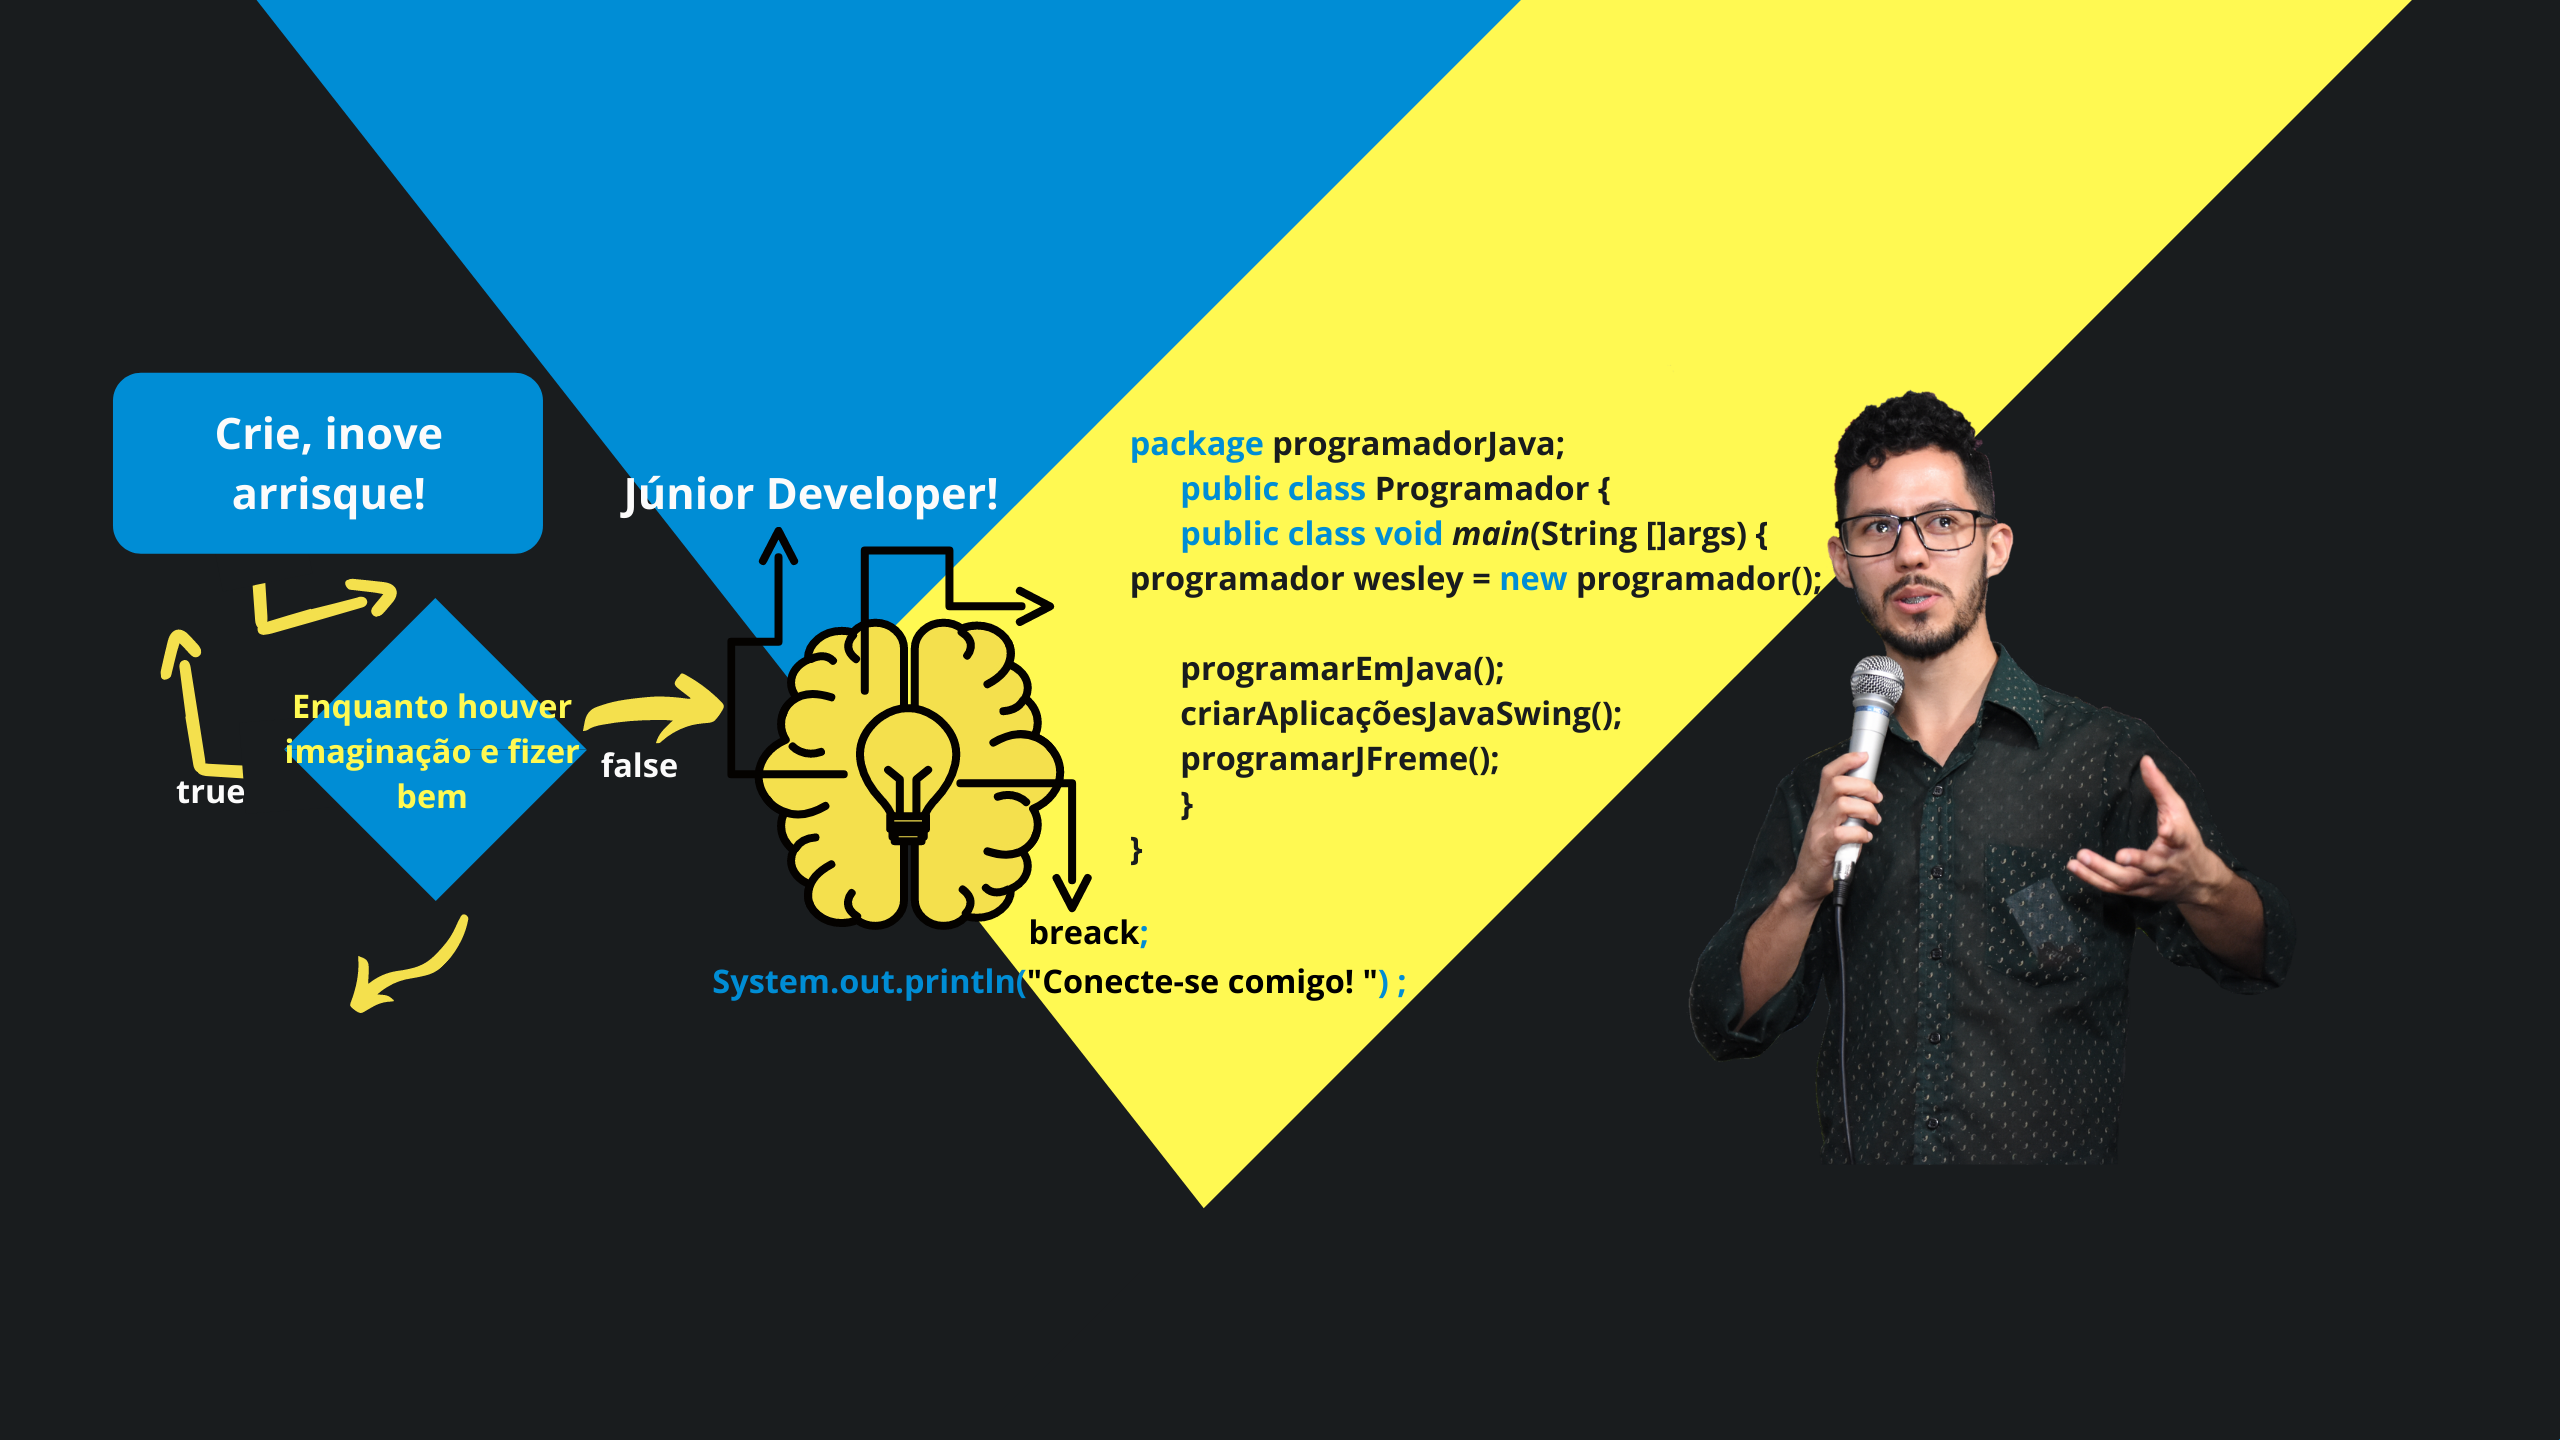 Crie, inove
arrisque!
Júnior Developer!
Enquanto houver
imaginação e fizer
bem
true
false
package programadorJava;
public class Programador {
public class void main(String []args) {
programador wesley = new programador();
programarEmJava();
criarAplicaçõesJavaSwing();
programarJFreme();
}
}
breack;
System.out.println("Conecte-se comigo! ") ;